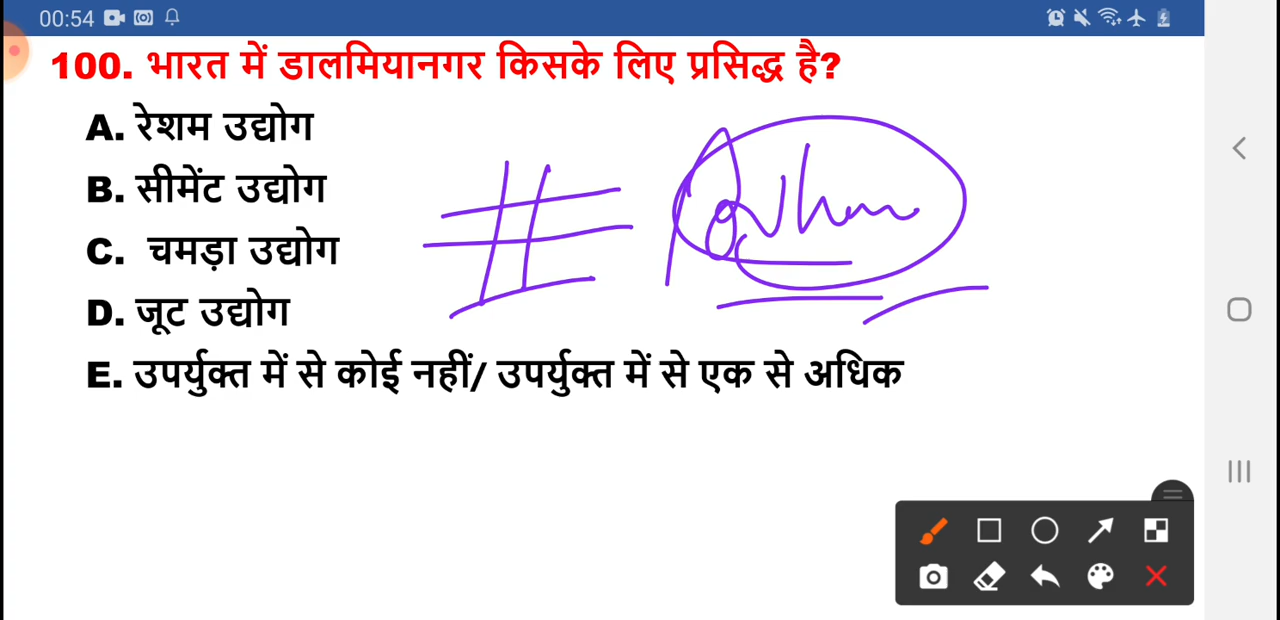 00:54
100. भारत में डालमियानगर किसके लिए प्रसिद्ध है?
A. रेशम उद्योग
B. सीमेंट उद्योग
C. चमड़ा उद्योग
D. जूट उद्योग
E. उपर्युक्त में से कोई नहीं/ उपर्युक्त में से एक से अधिक